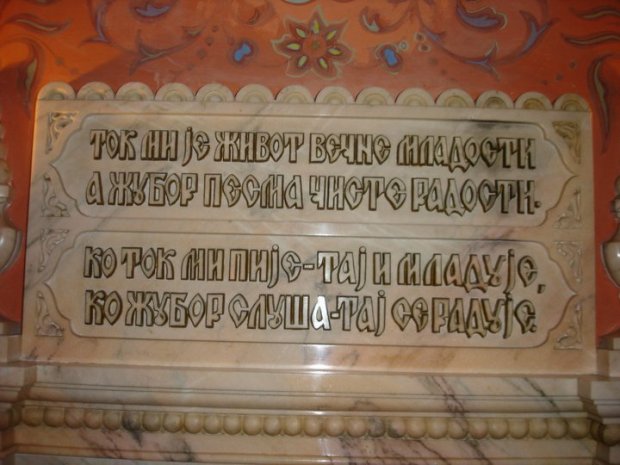 ТОК МИ ЈЕ ЖИВОТ ВЕЧНЕ МЛАДОСТИ
А ЖУБОР ПЕСМА ЧИСТЕ РАДОСТИ.
КО ТОК МИ ПИЈЕ-ТАЈ И МЛАДУЈЕ,
КО ЖУБОР СЛУША-ТАЈ СЕ РАДУЈЕ.